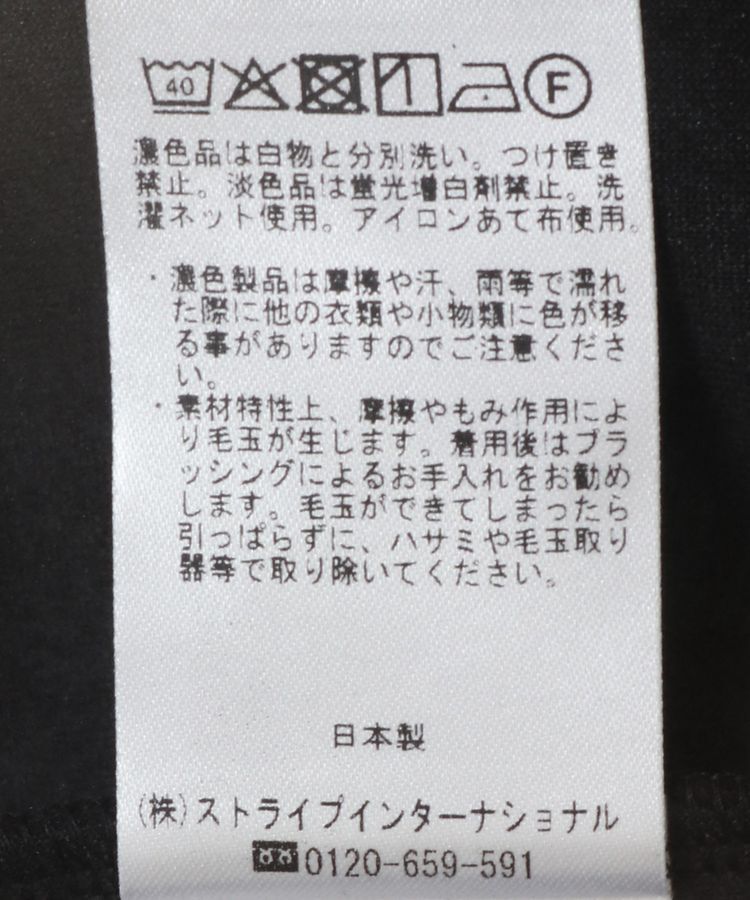 40 F
濃色品は白物と分別洗い。つけ置き
禁止。淡色品は蛍光増白剤禁止。洗
濯ネット使用。アイロンあて布使用。
・濃色製品は摩擦や汗、雨等で濡れ
た際に他の衣類や小物類に色が移
る事がありますのでご注意くださ
い。
・素材特性上、摩擦やもみ作用によ
り毛玉が生じます。着用後はブラ
ッシングによるお手入れをお勧め
します。毛玉ができてしまったら
引っぱらずに、ハサミや毛玉取り
器等で取り除いてください。
日本製
(株)ストライプインターナショナル
0120-659-591